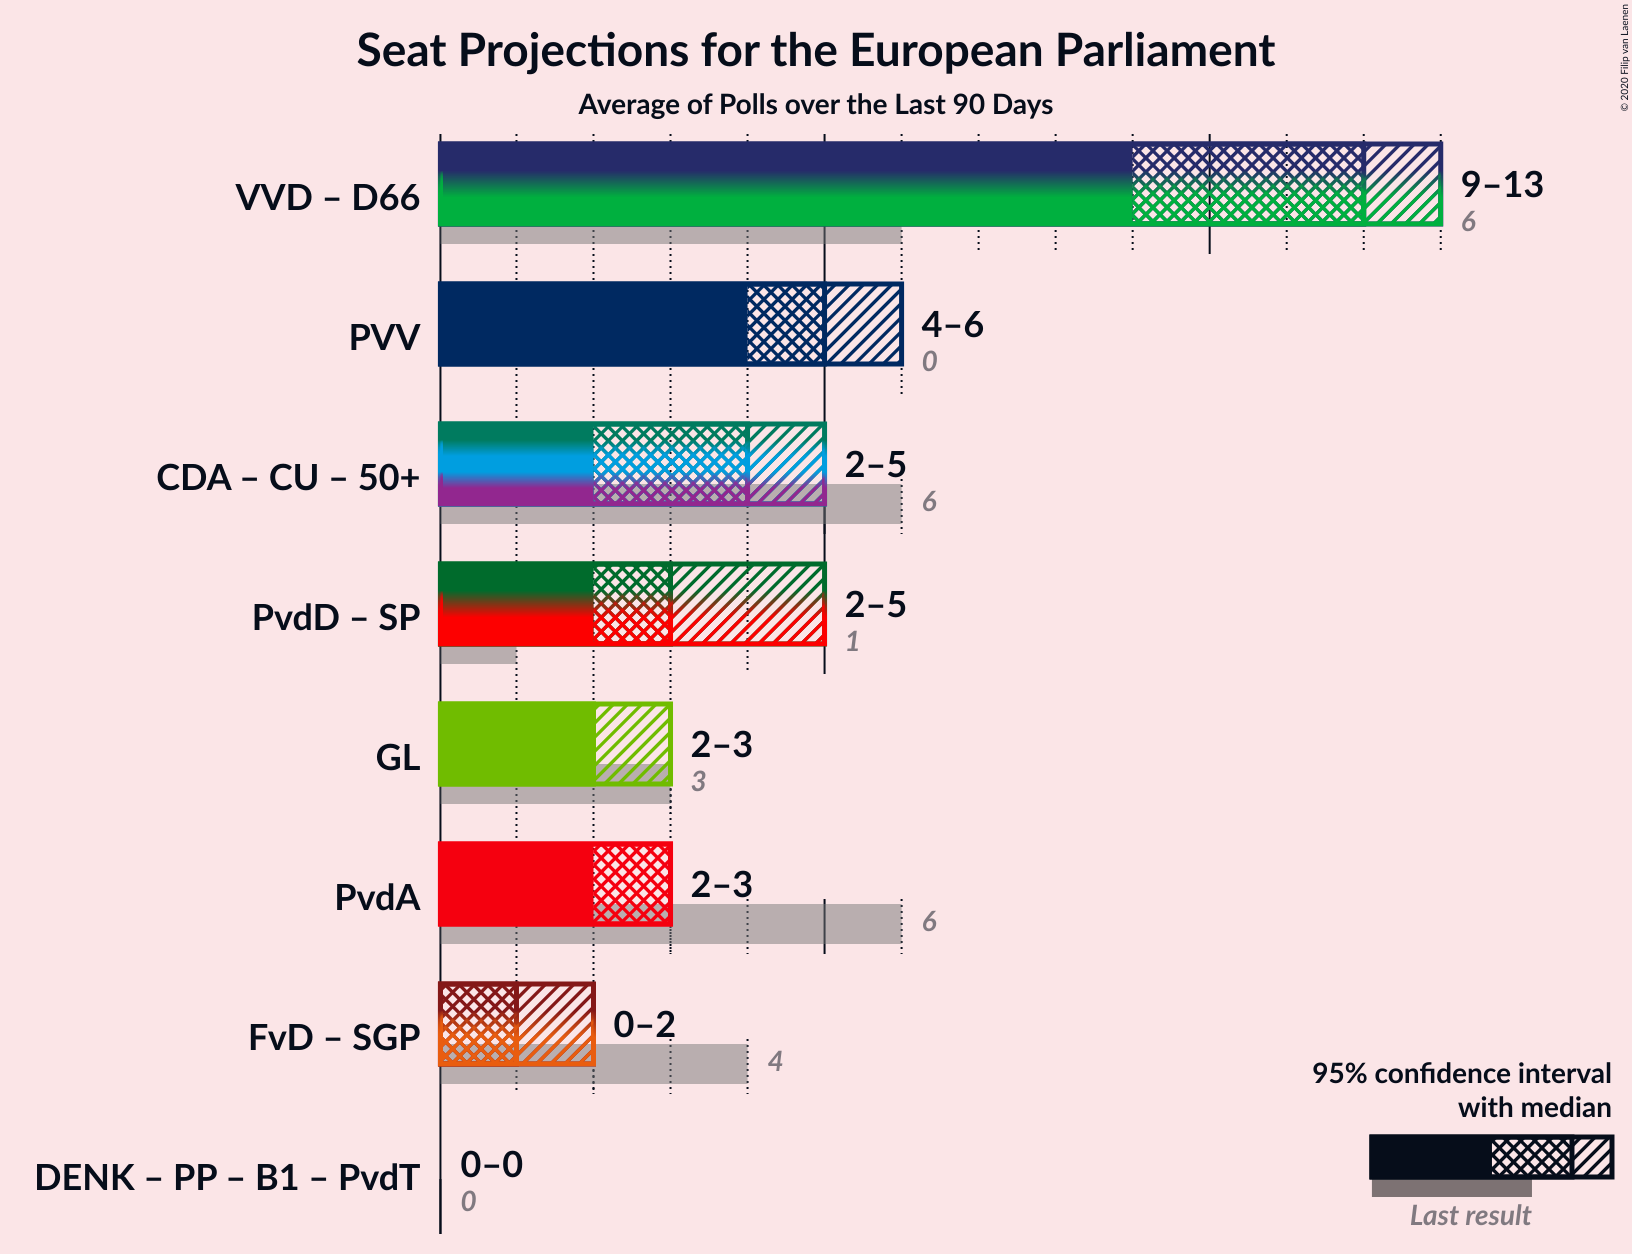 Seat Projections for the European Parliament
Average of Polls over the Last 90 Days
© 2020 Filip van Laenen
VVD – D66
9–13
6
PVV
4–6
0
CDA – CU – 50+
2–5
6
PvdD – SP
2–5
1
GL
2–3
3
PvdA
2–3
6
FvD – SGP
0–2
4
DENK – PP – B1 – PvdT
0–0
0
95% confidence interval
with median
Last result